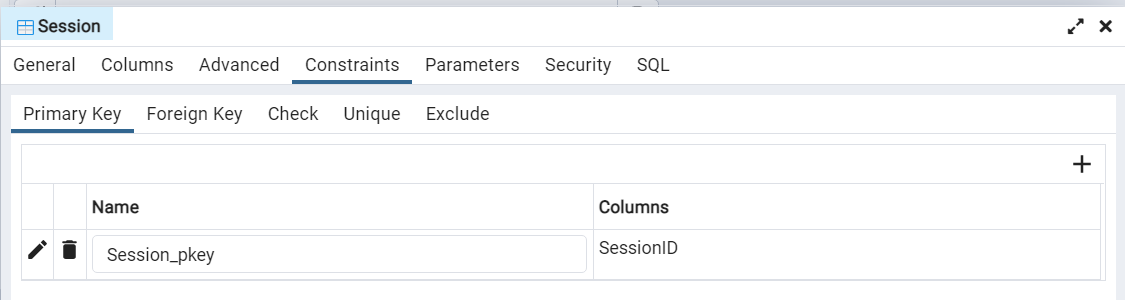 Session
General Columns Advanced Constraints Parameters Security SQL
Primary Key Foreign Key Check Unique Exclude
Name Columns
Session_pkey SessionID